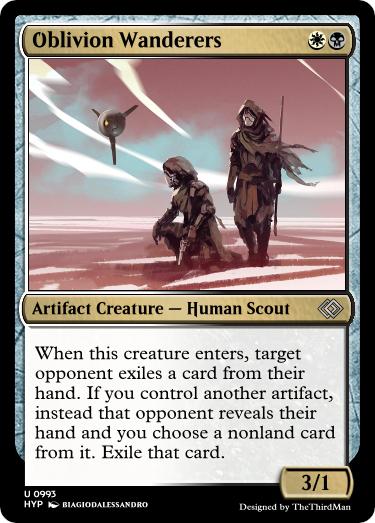 Oblivion Wanderers
Artifact Creature — Human Scout
When this creature enters, target
opponent exiles a card from their
hand. If you control another artifact,
instead that opponent reveals their
hand and you choose a nonland card
from it. Exile that card.
3/1
U 0993
HYP BIAGIODALESSANDRO
Designed by TheThirdMan